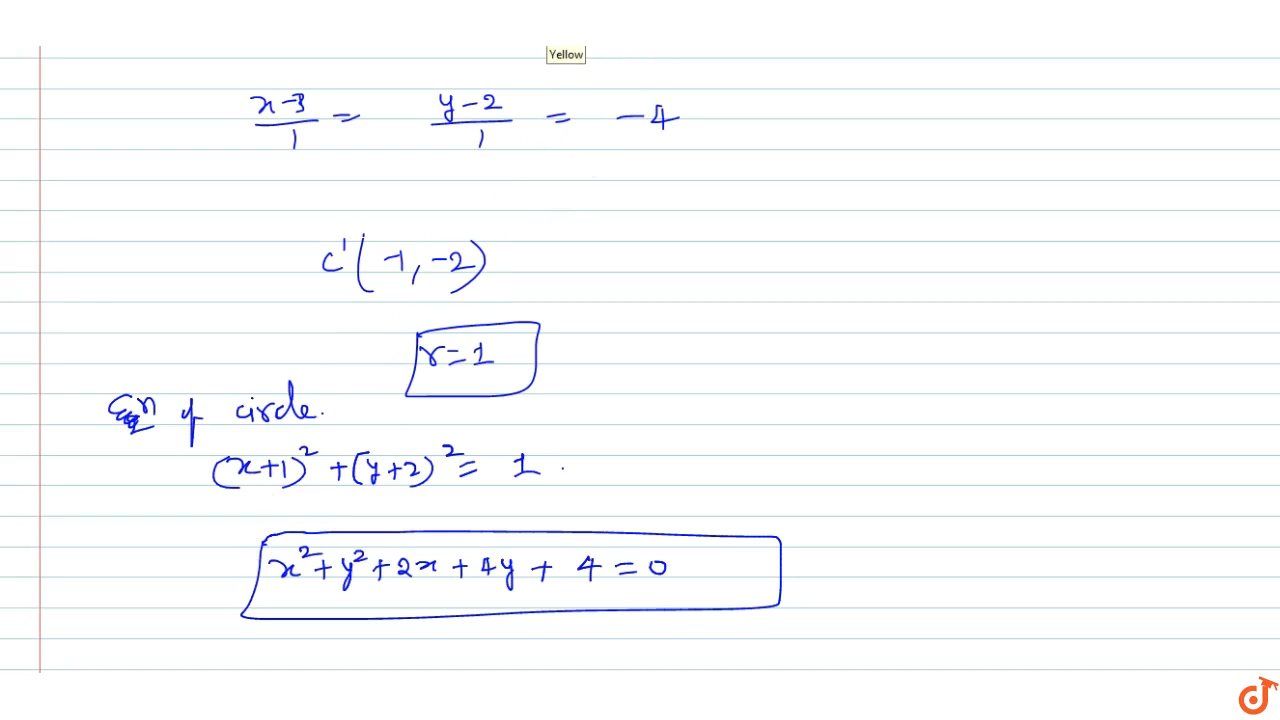 Yellow
x-3/1 = y-2/1 = -4
C'(-1, -2)
r=1
Eqn of circle.
(x+1)² + (y+2)² = 1.
x² + y² + 2x + 4y + 4 = 0